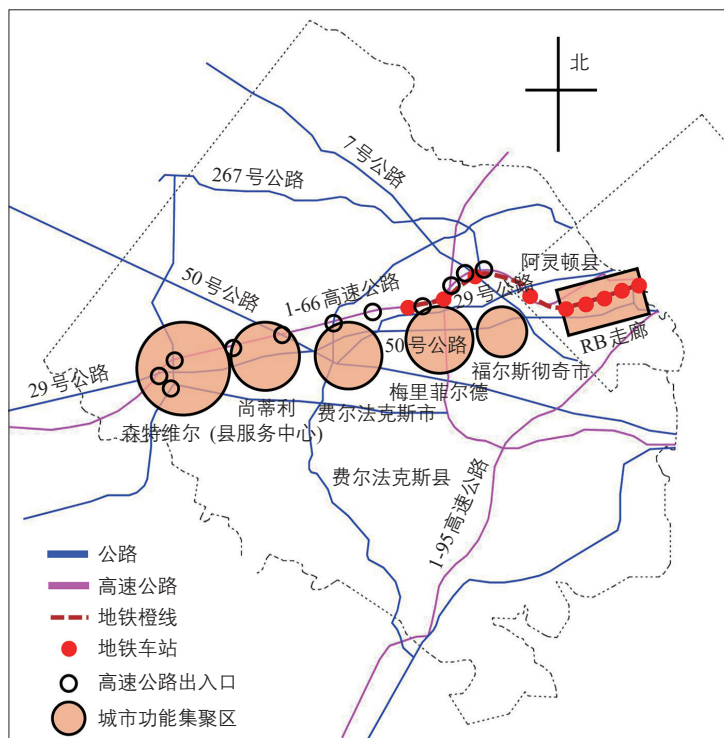 北
7号公路
267号公路
50号公路
1-66高速公路
阿灵顿县
29号公路
RB走廊
50号公路
福尔斯彻奇市
29号公路
梅里菲尔德
尚蒂利
费尔法克斯市
森特维尔 (县服务中心)
费尔法克斯县
1-95高速公路
公路
高速公路
地铁橙线
地铁车站
高速公路出入口
城市功能集聚区